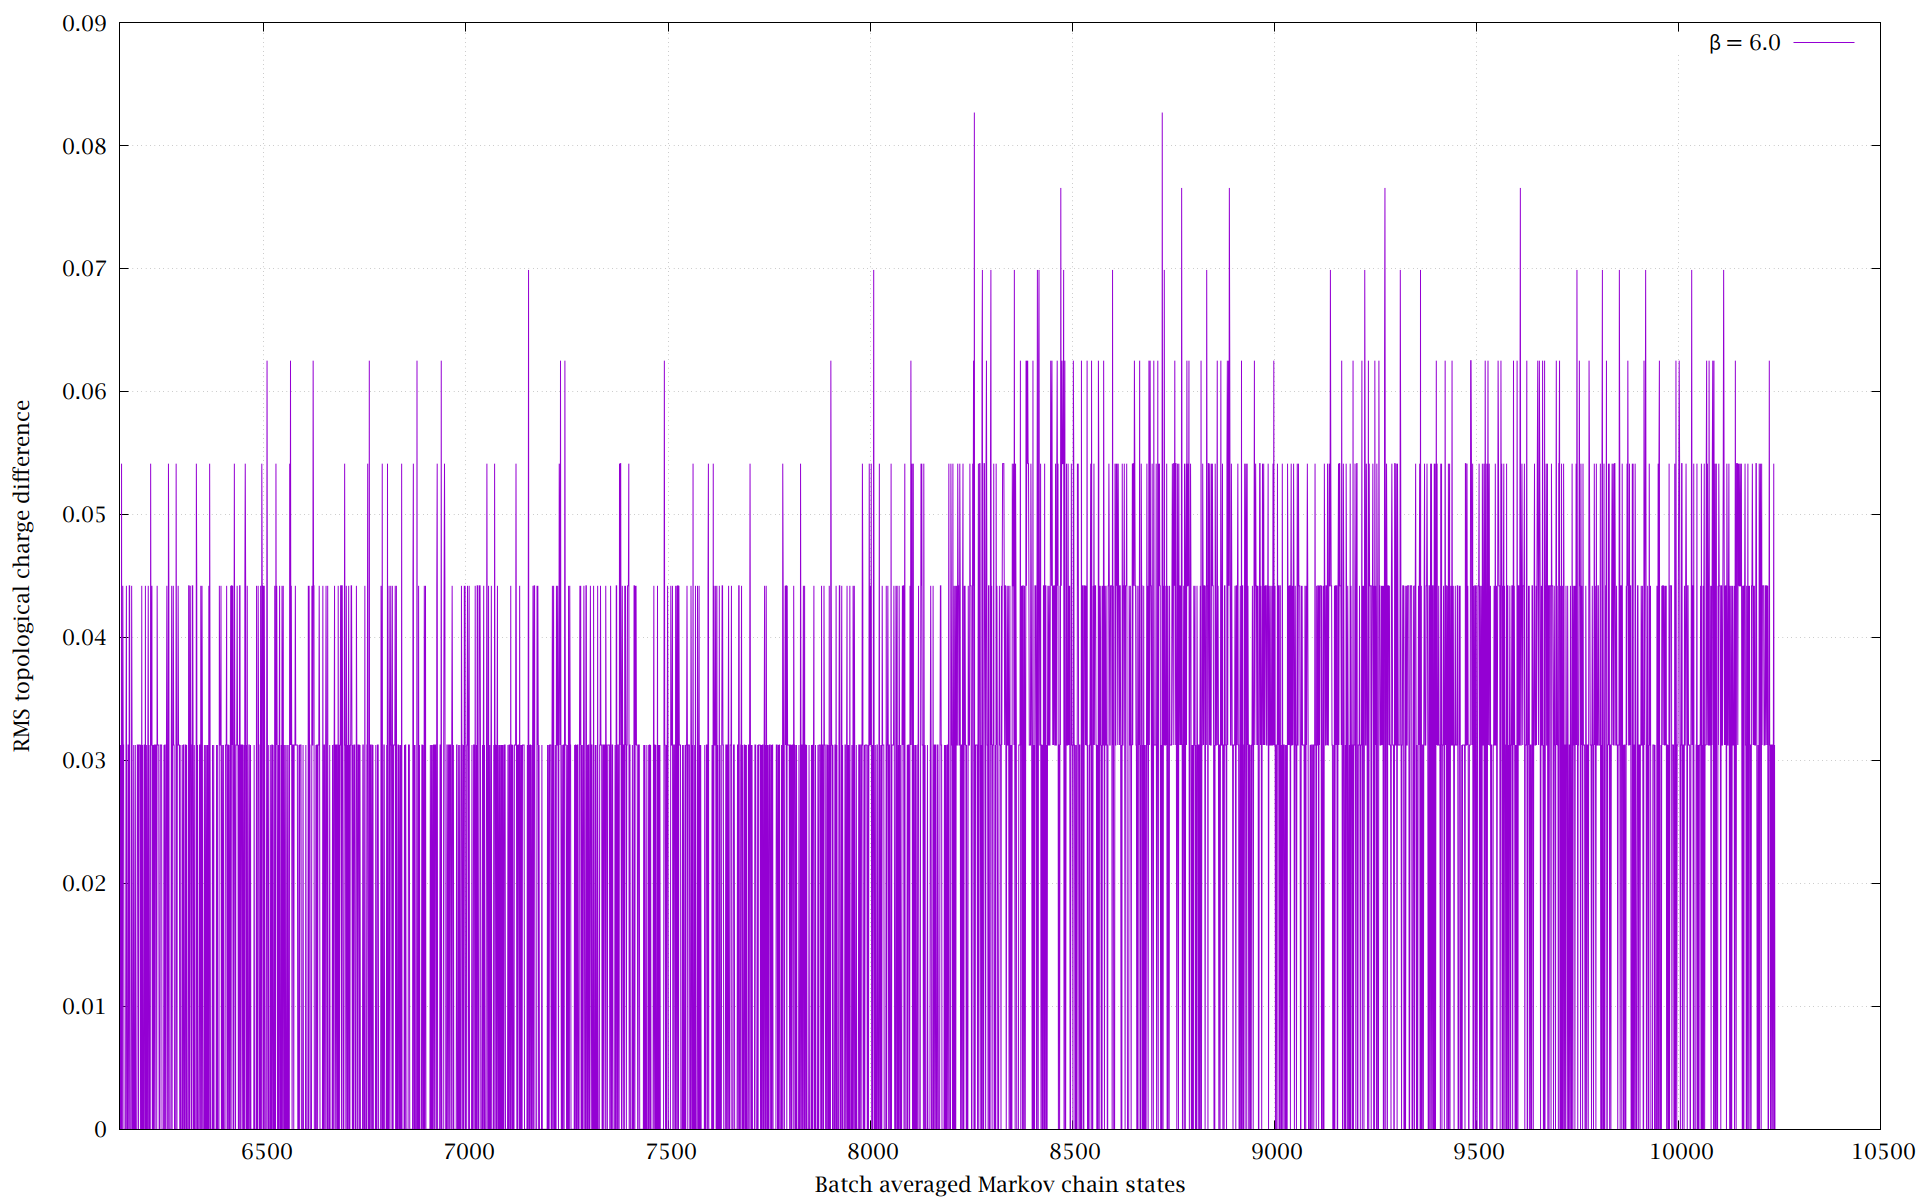 0.09
β = 6.0
0.08
0.07
0.06
0.05
0.04
0.03
0.02
0.01
0
RMS topological charge difference
6500 7000 7500 8000 8500 9000 9500 10000 10500
Batch averaged Markov chain states